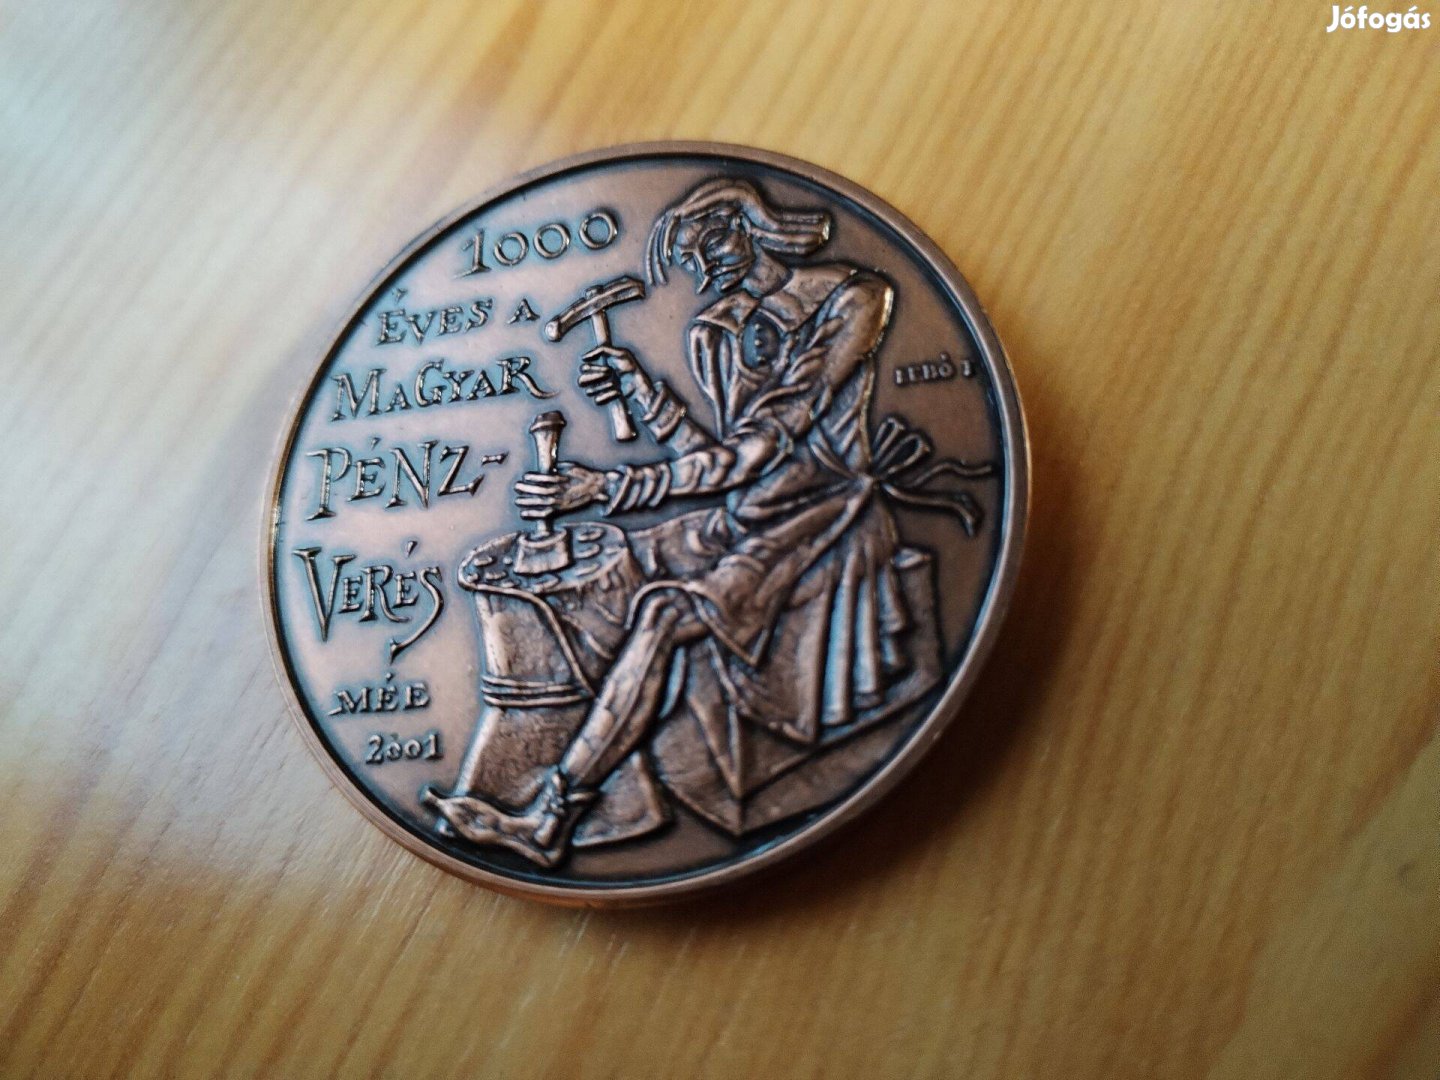 Jófogás
1000
ÉVES A
MAGYAR
PÉNZ-
VERÉS
MÉE
2001